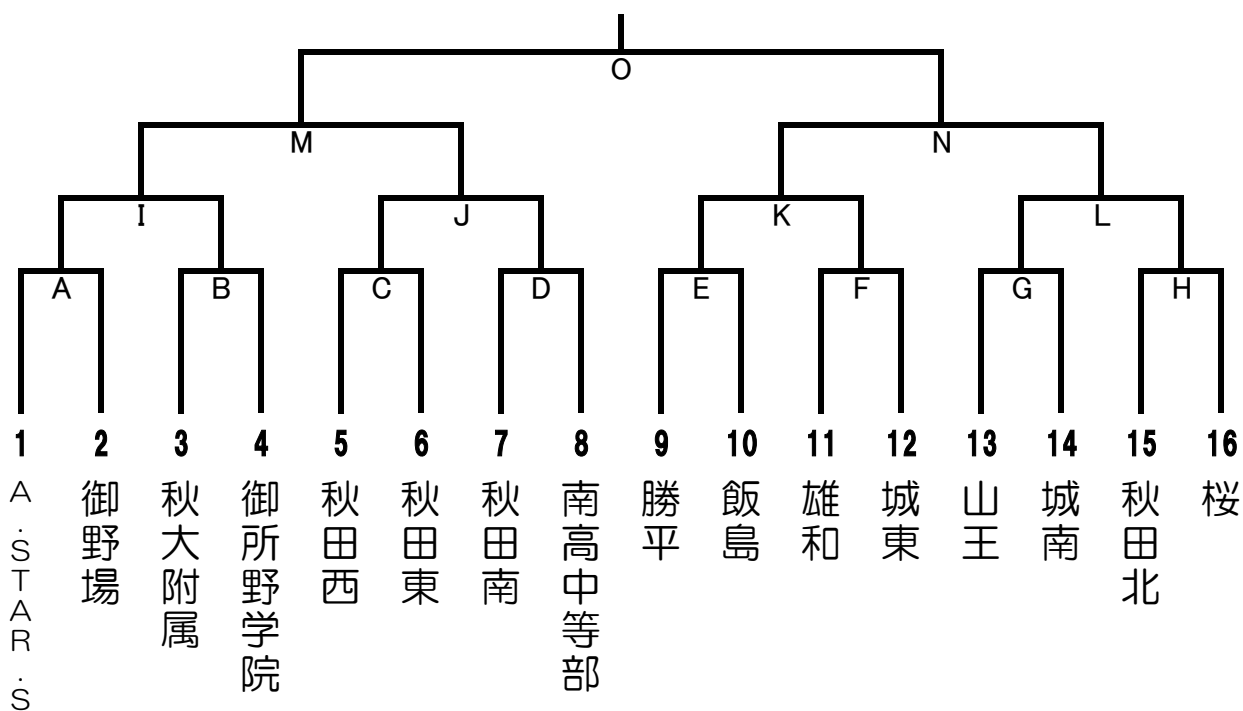 O
M
N
I
J
K
L
A
B
C
D
E
F
G
H
1
2
3
4
5
6
7
8
9
10
11
12
13
14
15
16
A.STAR.S
御野場
秋大附属
御所野学院
秋田西
秋田東
秋田南
南高中等部
勝平
飯島
雄和
城東
山王
城南
秋田北
桜